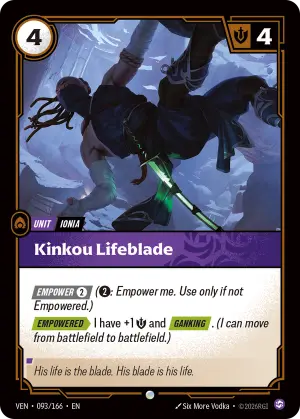 4
4
UNIT IONIA
Kinkou Lifeblade
EMPOWER 2 (2: Empower me. Use only if not
Empowered.)
EMPOWERED I have +1 and GANKING. (I can move
from battlefield to battlefield.)
His life is the blade. His blade is his life.
VEN • 093/166 • EN Six More Vodka • ©2026RGI